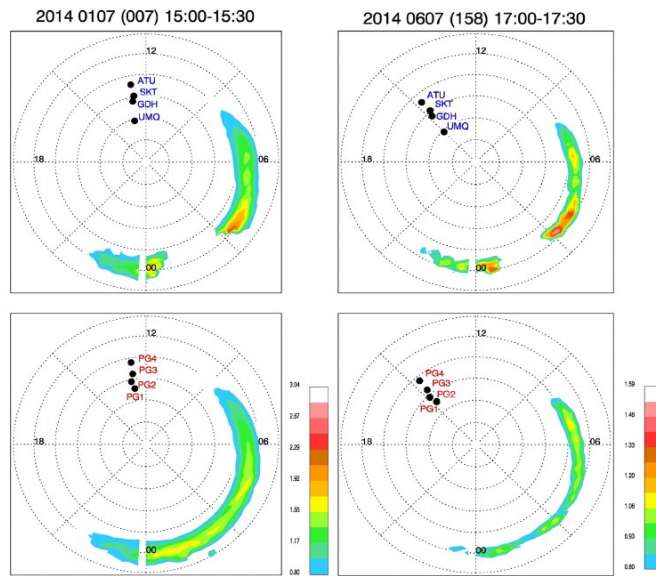 2014 0107 (007) 15:00-15:30
2014 0607 (158) 17:00-17:30
12
ATU
SKT
GDH
UMQ
18
06
00
12
ATU
SKT
GDH
UMQ
18
06
00
12
PG4
PG3
PG2
PG1
18
06
00
3.04
2.67
2.29
1.92
1.55
1.17
0.80
12
PG4
PG3
PG2
PG1
18
06
00
1.59
1.46
1.33
1.20
1.06
0.93
0.80